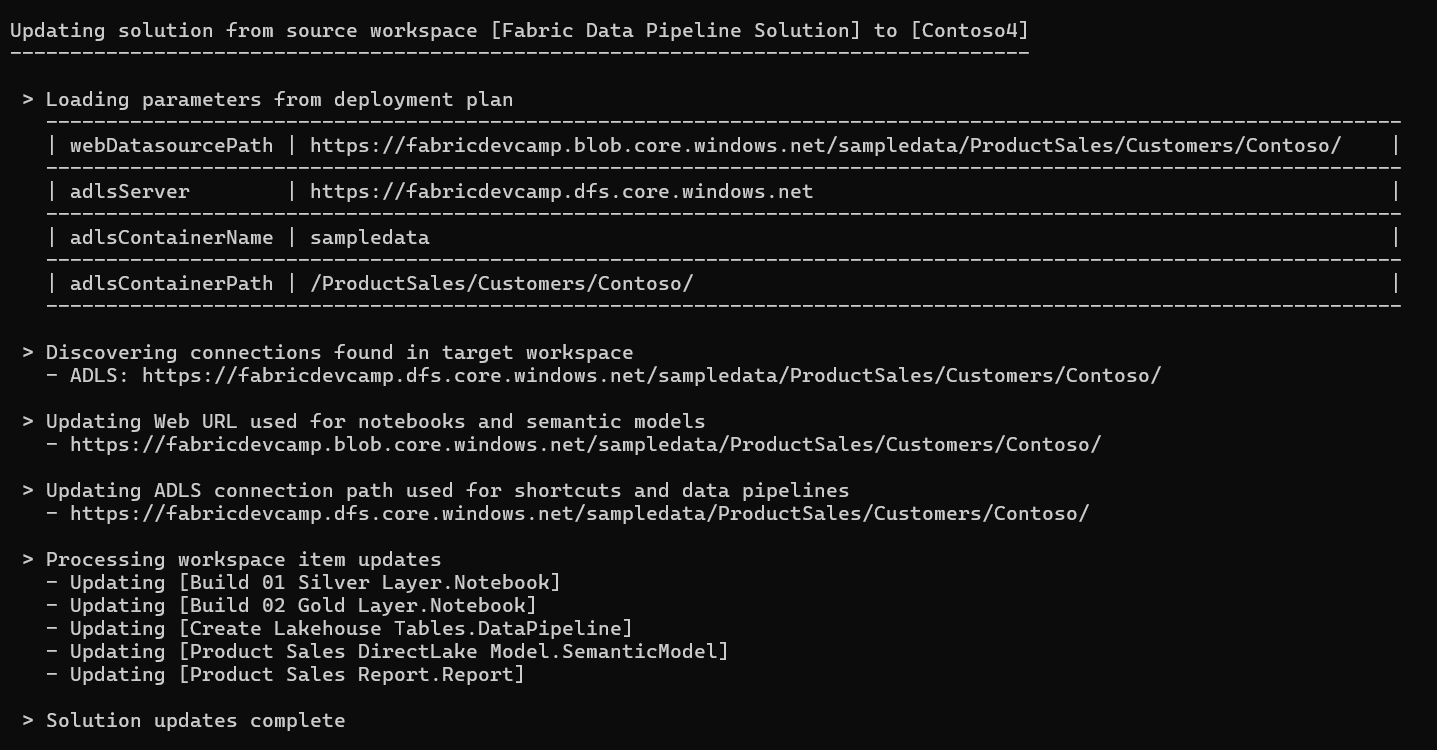 Updating solution from source workspace [Fabric Data Pipeline Solution] to [Contoso4]
-------------------------------------------------------------------------------------
> Loading parameters from deployment plan
-----------------------------------------------------------------------------------------------------------------
| webDatasourcePath | https://fabricdevcamp.blob.core.windows.net/sampledata/ProductSales/Customers/Contoso/    |
-----------------------------------------------------------------------------------------------------------------
| adlsServer        | https://fabricdevcamp.dfs.core.windows.net                                                |
-----------------------------------------------------------------------------------------------------------------
| adlsContainerName | sampledata                                                                                |
-----------------------------------------------------------------------------------------------------------------
| adlsContainerPath | /ProductSales/Customers/Contoso/                                                          |
-----------------------------------------------------------------------------------------------------------------
> Discovering connections found in target workspace
- ADLS: https://fabricdevcamp.dfs.core.windows.net/sampledata/ProductSales/Customers/Contoso/
> Updating Web URL used for notebooks and semantic models
- https://fabricdevcamp.blob.core.windows.net/sampledata/ProductSales/Customers/Contoso/
> Updating ADLS connection path used for shortcuts and data pipelines
- https://fabricdevcamp.dfs.core.windows.net/sampledata/ProductSales/Customers/Contoso/
> Processing workspace item updates
- Updating [Build 01 Silver Layer.Notebook]
- Updating [Build 02 Gold Layer.Notebook]
- Updating [Create Lakehouse Tables.DataPipeline]
- Updating [Product Sales DirectLake Model.SemanticModel]
- Updating [Product Sales Report.Report]
> Solution updates complete